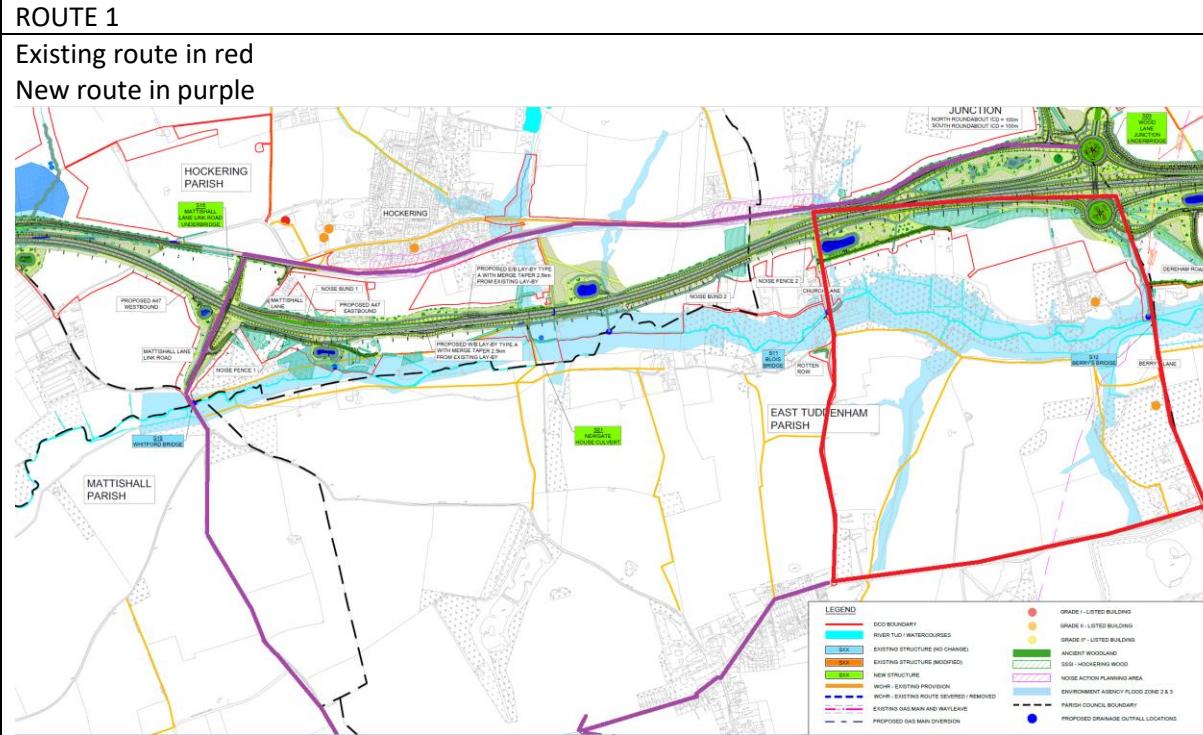 ROUTE 1
Existing route in red
New route in purple
JUNCTION
NORTH ROUNDABOUT ICD = 100m
SOUTH ROUNDABOUT ICD = 100m
S05
WOOD
LANE
JUNCTION
UNDERBRIDGE
HOCKERING
PARISH
MATTISHALL
LANE LINK ROAD
UNDERBRIDGE
HOCKERING
PROPOSED E/B LAY-BY TYPE
A WITH MERGE TAPER 2.5km
FROM EXISTING LAY-BY
NOISE BUND 1
MATTISHALL
LANE
PROPOSED A47
EASTBOUND
PROPOSED A47
WESTBOUND
NOISE BUND 2
NOISE FENCE 2
CHURCH LANE
DEREHAM ROAD
MATTISHALL LANE
LINK ROAD
NOISE FENCE 1
PROPOSED W/B LAY-BY TYPE A
WITH MERGE TAPER 2.5km
FROM EXISTING LAY-BY
S11
BLOIS
BRIDGE
ROTTEN
ROW
S12
BERRY'S BRIDGE
BERRY'S LANE
EAST TUDDENHAM
PARISH
S10
WHITFORD BRIDGE
S21
NEWGATE
HOUSE CULVERT
MATTISHALL
PARISH
LEGEND
DCO BOUNDARY
RIVER TUD / WATERCOURSES
SXX EXISTING STRUCTURE (NO CHANGE)
SXX EXISTING STRUCTURE (MODIFIED)
SXX NEW STRUCTURE
WCHR - EXISTING PROVISION
WCHR - EXISTING ROUTE SEVERED / REMOVED
EXISTING GAS MAIN AND WAYLEAVE
PROPOSED GAS MAIN DIVERSION
GRADE I - LISTED BUILDING
GRADE II - LISTED BUILDING
GRADE II* - LISTED BUILDING
ANCIENT WOODLAND
SSSI - HOCKERING WOOD
NOISE ACTION PLANNING AREA
ENVIRONMENT AGENCY FLOOD ZONE 2 & 3
PARISH COUNCIL BOUNDARY
PROPOSED DRAINAGE OUTFALL LOCATIONS